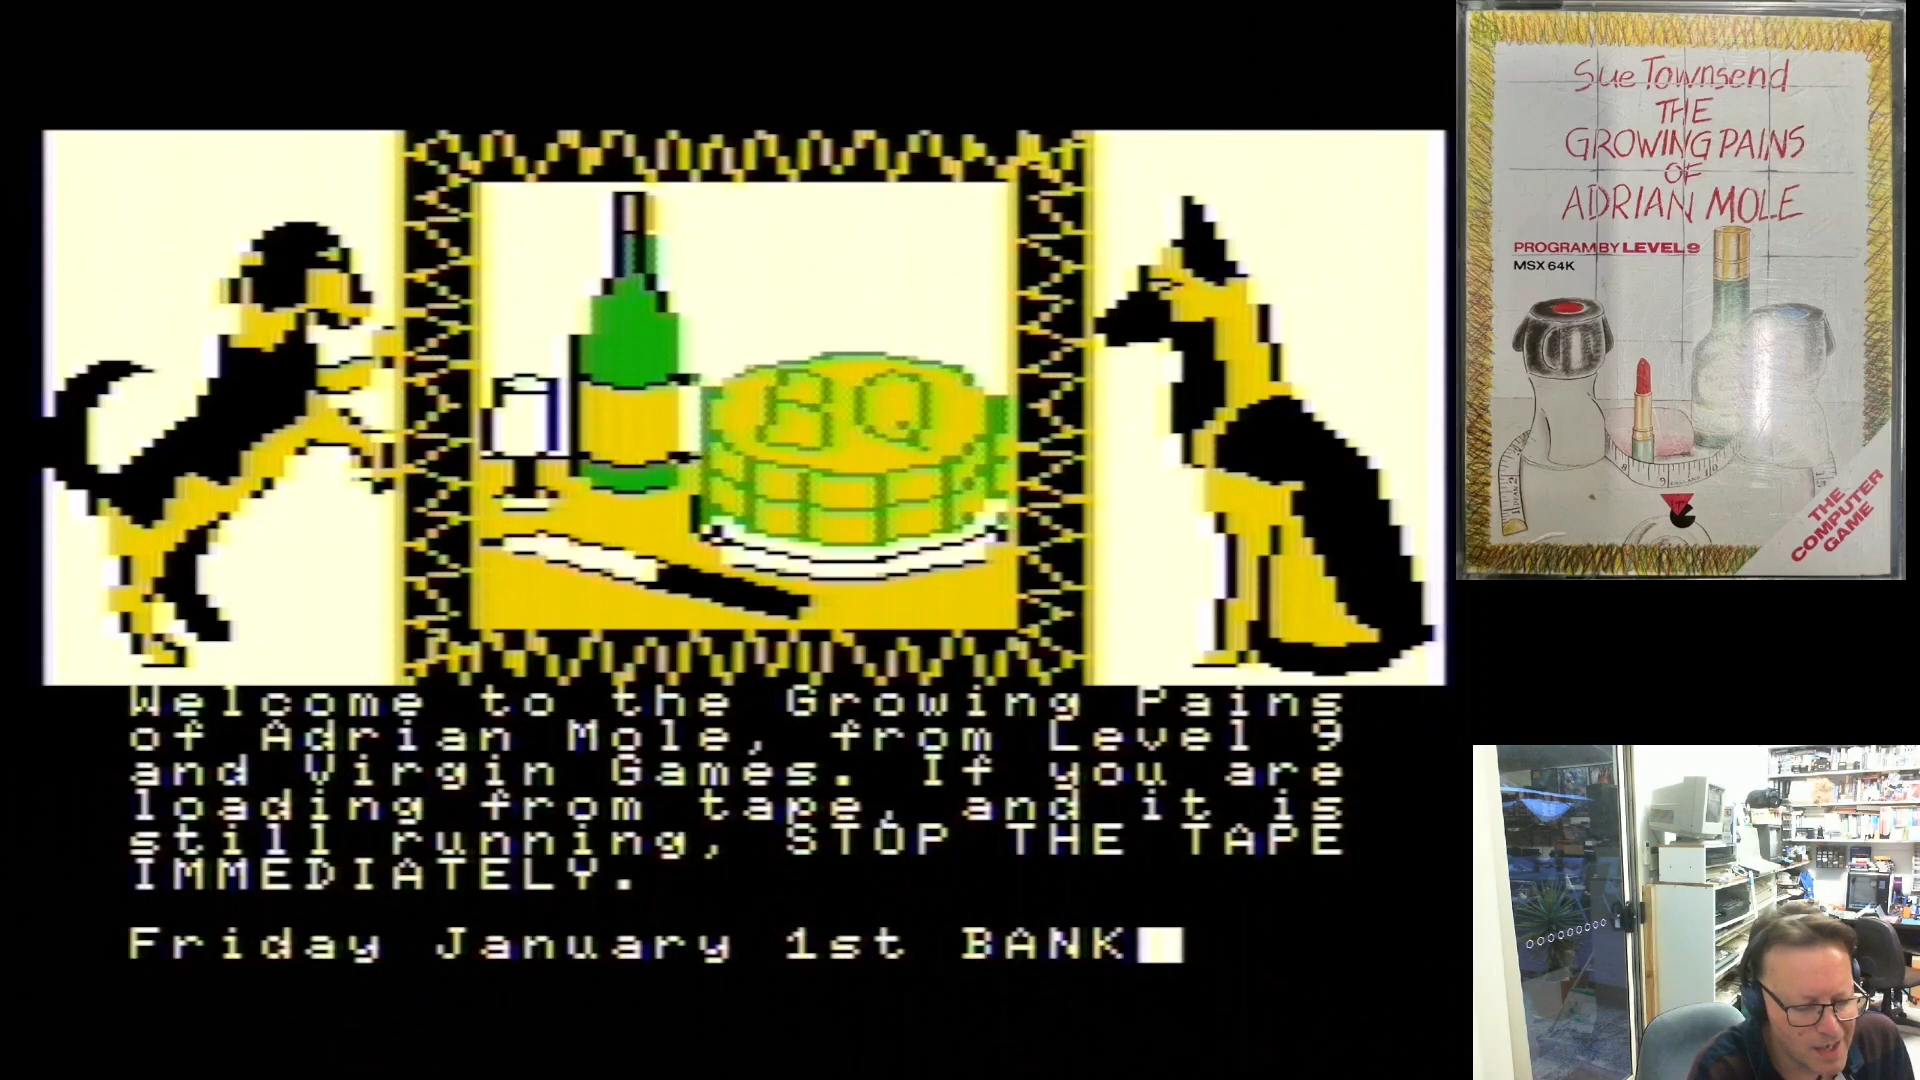 Welcome to the Growing Pains
of Adrian Mole, from Level 9
and Virgin Games. If you are
loading from tape, and it is
still running, STOP THE TAPE
IMMEDIATELY.
Friday January 1st BANK
Sue Townsend
THE
GROWING PAINS
OF
ADRIAN MOLE
PROGRAM BY LEVEL 9
MSX 64K
THE
COMPUTER
GAME